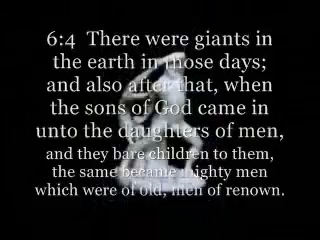 6:4  There were giants in
the earth in those days;
and also after that, when
the sons of God came in
unto the daughters of men,
and they bare children to them,
the same became mighty men
which were of old, men of renown.